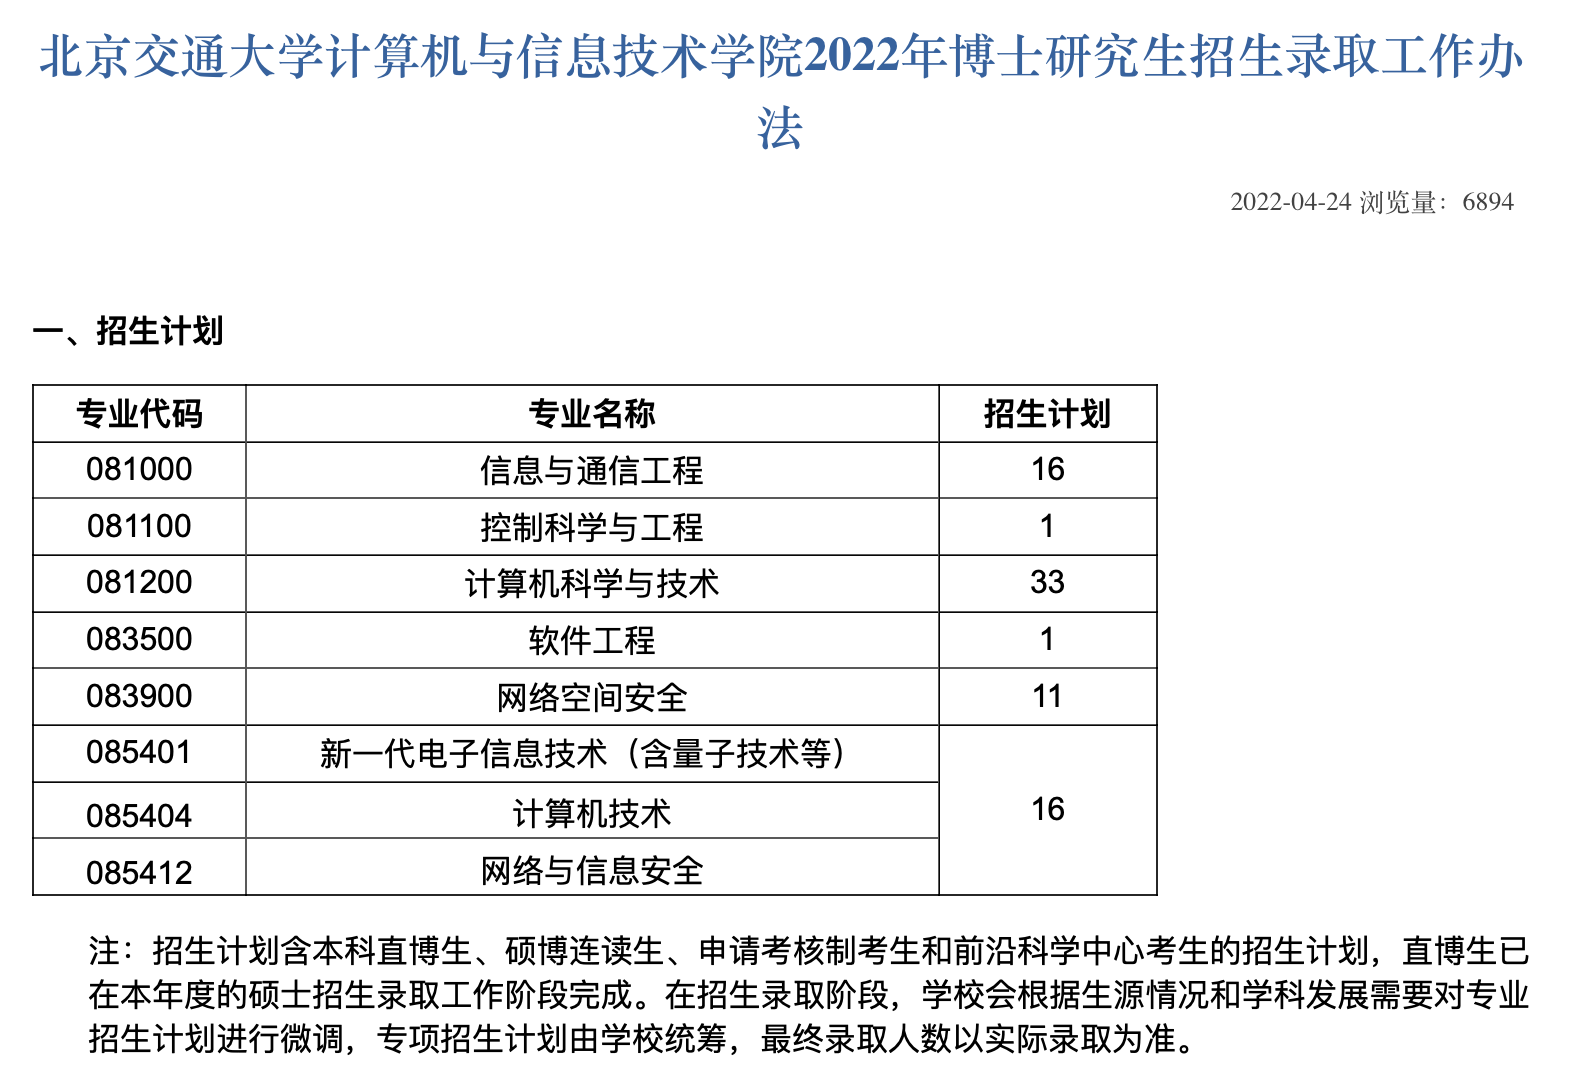 北京交通大学计算机与信息技术学院2022年博士研究生招生录取工作办
法
2022-04-24 浏览量：6894
一、招生计划
专业代码 专业名称 招生计划
081000 信息与通信工程 16
081100 控制科学与工程 1
081200 计算机科学与技术 33
083500 软件工程 1
083900 网络空间安全 11
085401 新一代电子信息技术（含量子技术等）
085404 计算机技术 16
085412 网络与信息安全
注：招生计划含本科直博生、硕博连读生、申请考核制考生和前沿科学中心考生的招生计划，直博生已
在本年度的硕士招生录取工作阶段完成。在招生录取阶段，学校会根据生源情况和学科发展需要对专业
招生计划进行微调，专项招生计划由学校统筹，最终录取人数以实际录取为准。